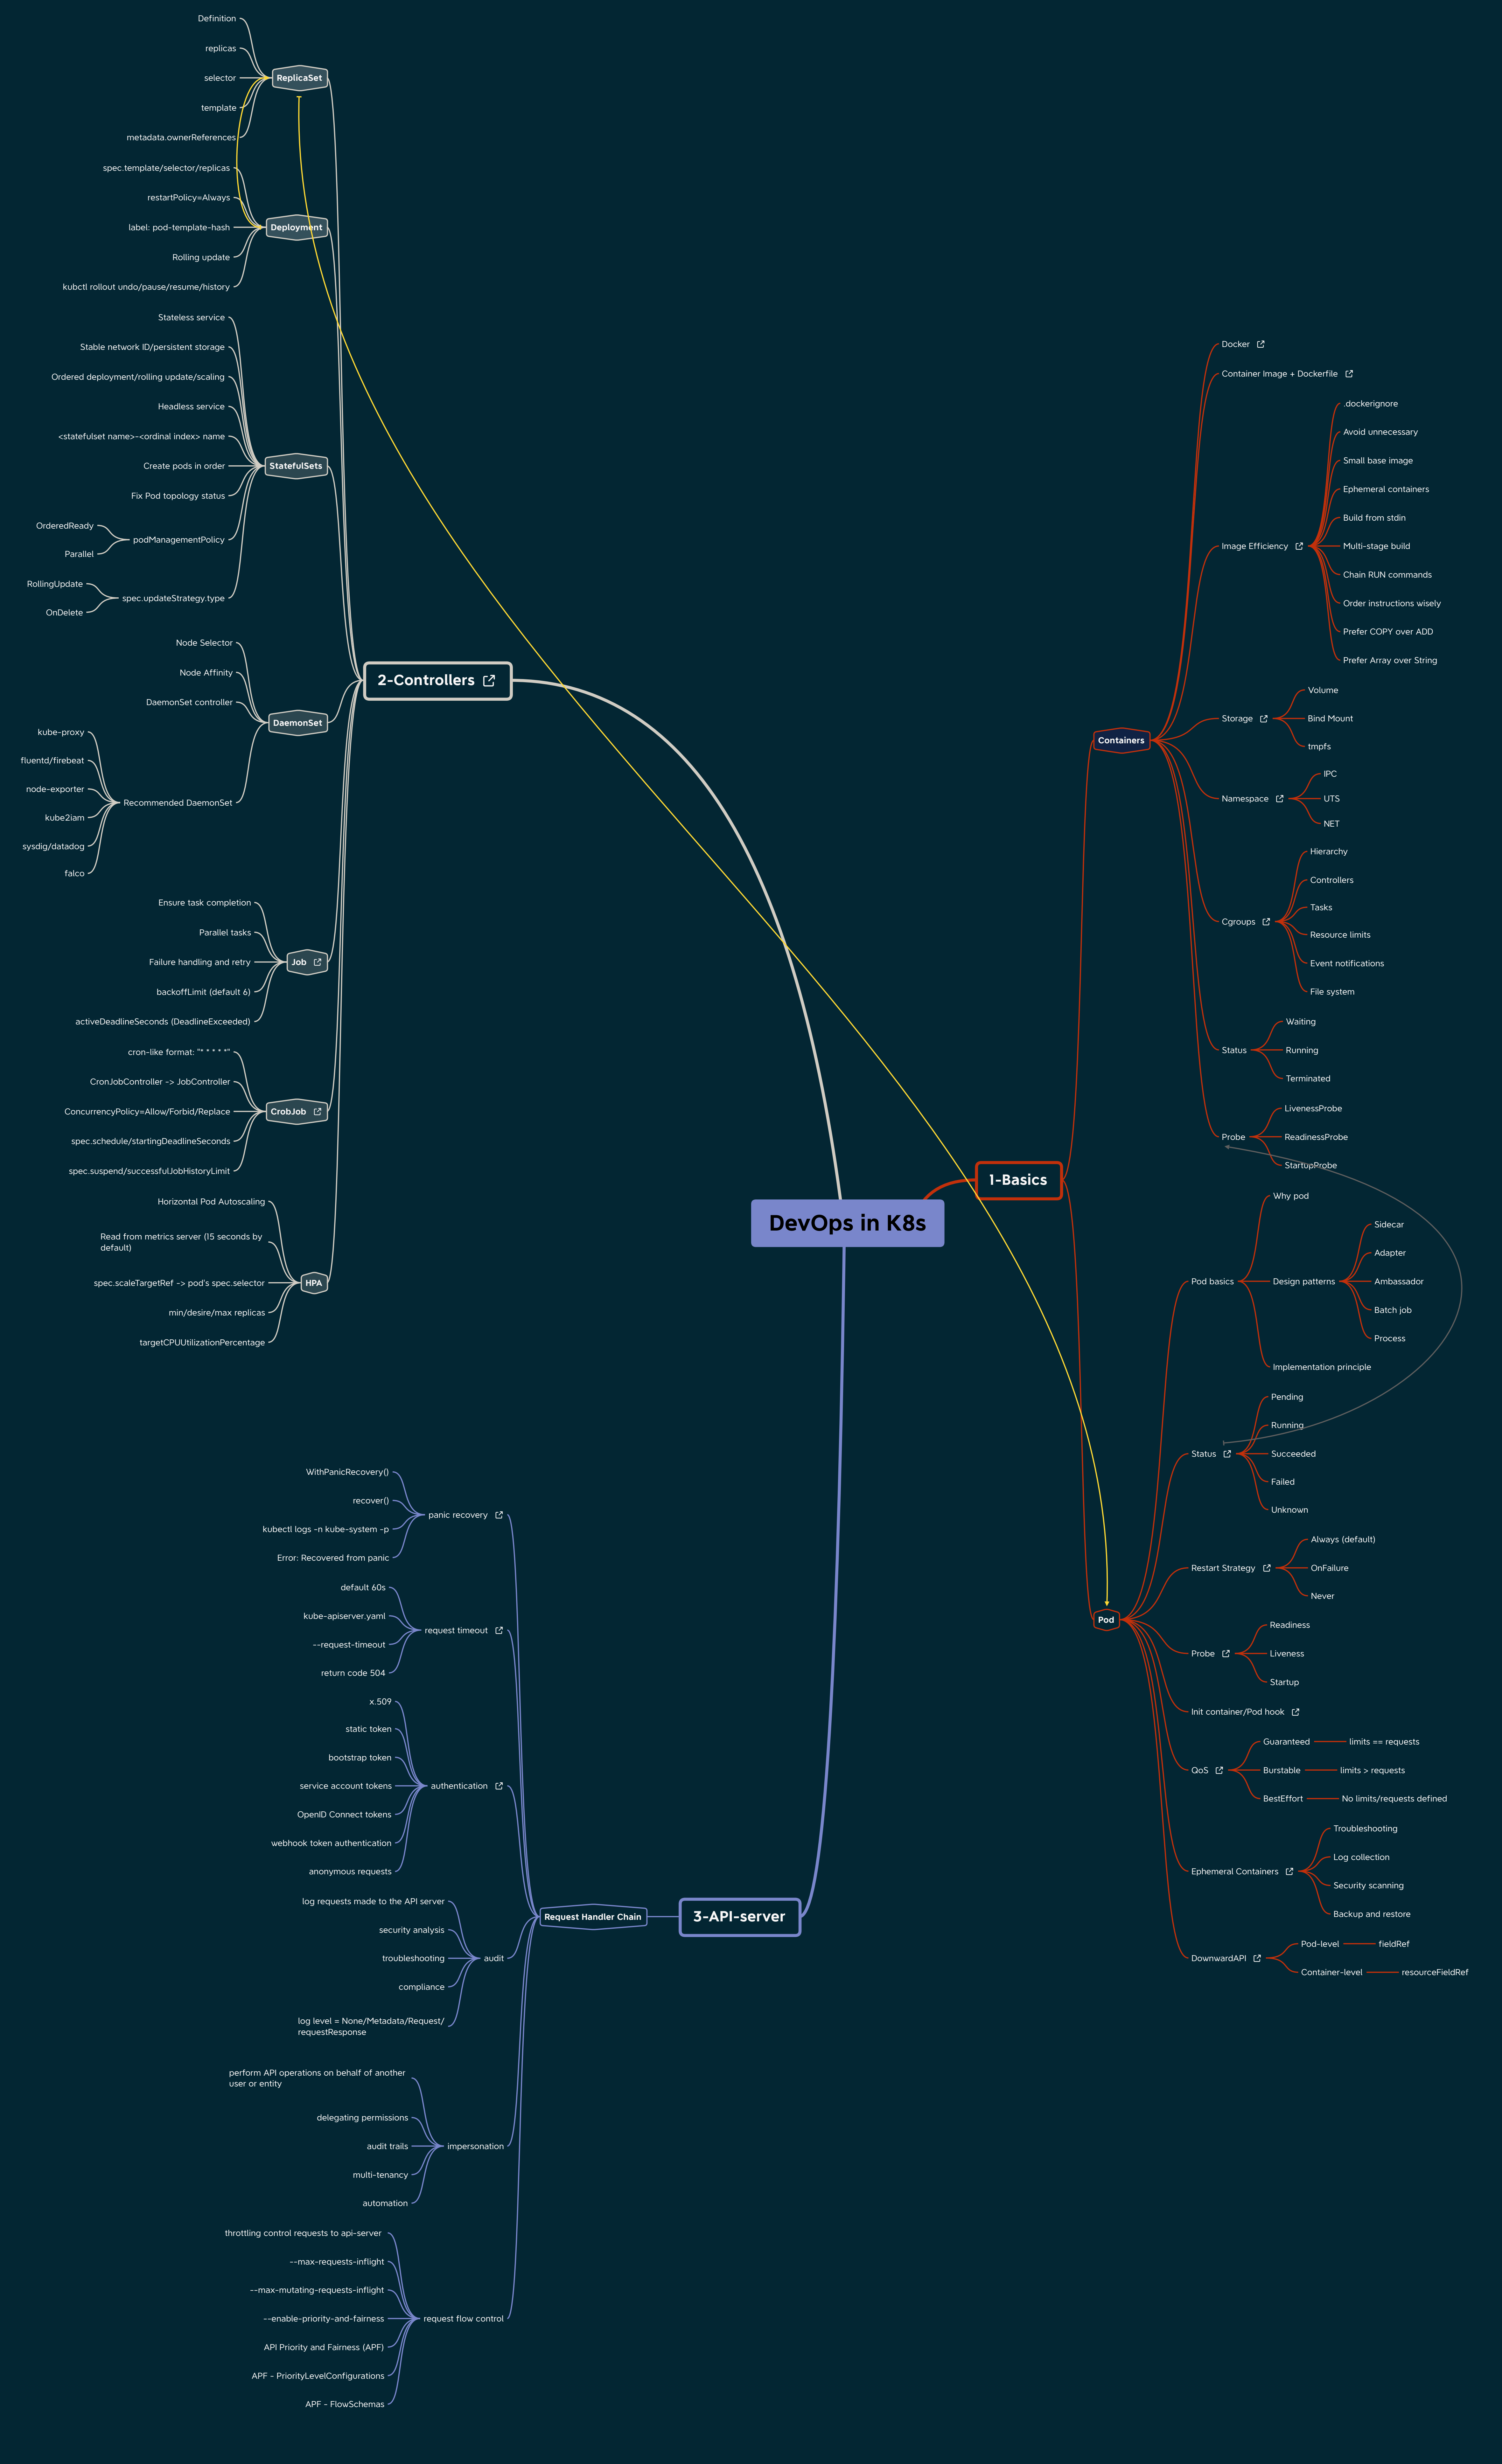 DevOps in K8s
1-Basics
Containers
Docker
Container Image + Dockerfile
Image Efficiency
.dockerignore
Avoid unnecessary
Small base image
Ephemeral containers
Build from stdin
Multi-stage build
Chain RUN commands
Order instructions wisely
Prefer COPY over ADD
Prefer Array over String
Storage
Volume
Bind Mount
tmpfs
Namespace
IPC
UTS
NET
Cgroups
Hierarchy
Controllers
Tasks
Resource limits
Event notifications
File system
Status
Waiting
Running
Terminated
Probe
LivenessProbe
ReadinessProbe
StartupProbe
Pod
Pod basics
Why pod
Design patterns
Sidecar
Adapter
Ambassador
Batch job
Process
Implementation principle
Status
Pending
Running
Succeeded
Failed
Unknown
Restart Strategy
Always (default)
OnFailure
Never
Probe
Readiness
Liveness
Startup
Init container/Pod hook
QoS
Guaranteed
limits == requests
Burstable
limits > requests
BestEffort
No limits/requests defined
Ephemeral Containers
Troubleshooting
Log collection
Security scanning
Backup and restore
DownwardAPI
Pod-level
fieldRef
Container-level
resourceFieldRef
2-Controllers
ReplicaSet
Definition
replicas
selector
template
metadata.ownerReferences
Deployment
spec.template/selector/replicas
restartPolicy=Always
label: pod-template-hash
Rolling update
kubctl rollout undo/pause/resume/history
StatefulSets
Stateless service
Stable network ID/persistent storage
Ordered deployment/rolling update/scaling
Headless service
<statefulset name>-<ordinal index> name
Create pods in order
Fix Pod topology status
podManagementPolicy
OrderedReady
Parallel
spec.updateStrategy.type
RollingUpdate
OnDelete
DaemonSet
Node Selector
Node Affinity
DaemonSet controller
Recommended DaemonSet
kube-proxy
fluentd/firebeat
node-exporter
kube2iam
sysdig/datadog
falco
Job
Ensure task completion
Parallel tasks
Failure handling and retry
backoffLimit (default 6)
activeDeadlineSeconds (DeadlineExceeded)
CrobJob
cron-like format: "* * * * *"
CronJobController -> JobController
ConcurrencyPolicy=Allow/Forbid/Replace
spec.schedule/startingDeadlineSeconds
spec.suspend/successfulJobHistoryLimit
HPA
Horizontal Pod Autoscaling
Read from metrics server (15 seconds by
default)
spec.scaleTargetRef -> pod's spec.selector
min/desire/max replicas
targetCPUUtilizationPercentage
3-API-server
Request Handler Chain
panic recovery
WithPanicRecovery()
recover()
kubectl logs -n kube-system -p
Error: Recovered from panic
request timeout
default 60s
kube-apiserver.yaml
--request-timeout
return code 504
authentication
x.509
static token
bootstrap token
service account tokens
OpenID Connect tokens
webhook token authentication
anonymous requests
audit
log requests made to the API server
security analysis
troubleshooting
compliance
log level = None/Metadata/Request/
requestResponse
impersonation
perform API operations on behalf of another
user or entity
delegating permissions
audit trails
multi-tenancy
automation
request flow control
throttling control requests to api-server
--max-requests-inflight
--max-mutating-requests-inflight
--enable-priority-and-fairness
API Priority and Fairness (APF)
APF - PriorityLevelConfigurations
APF - FlowSchemas